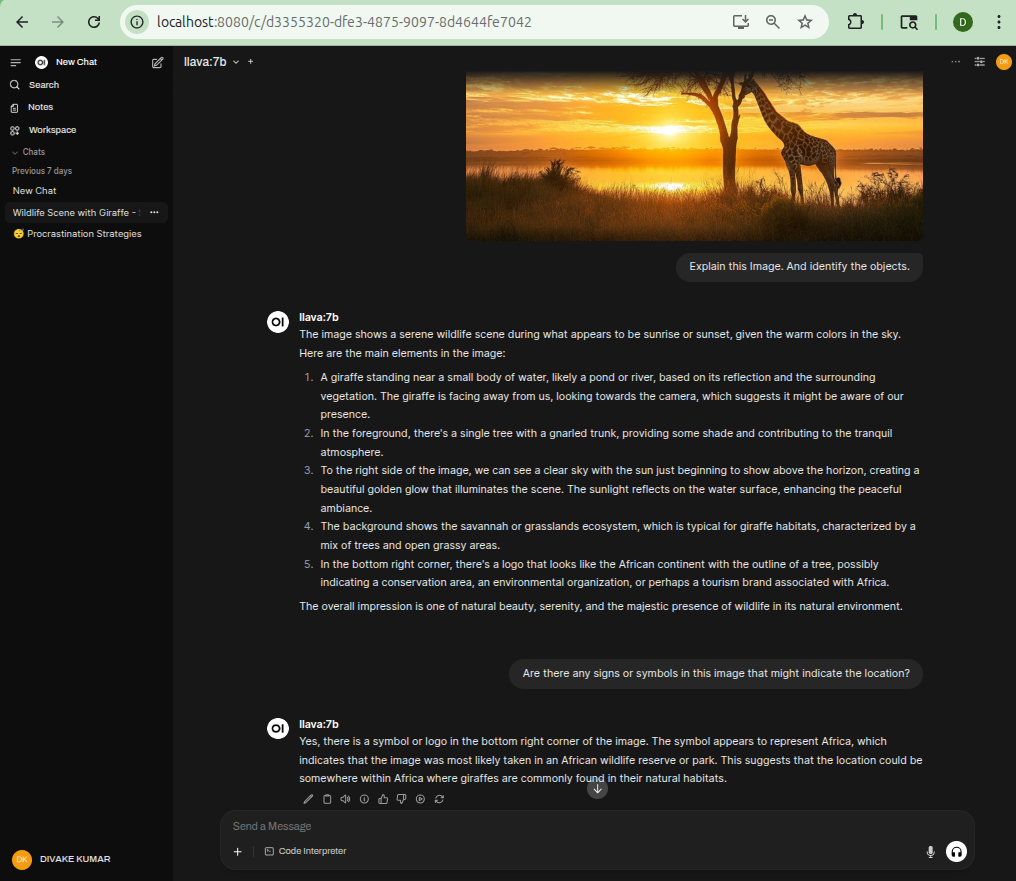 localhost:8080/c/d3355320-dfe3-4875-9097-8d4644fe7042
D
OI New Chat
llava:7b
DK
Search
Notes
Workspace
Chats
Previous 7 days
New Chat
Wildlife Scene with Giraffe -
😴 Procrastination Strategies
Explain this Image. And identify the objects.
OI llava:7b
The image shows a serene wildlife scene during what appears to be sunrise or sunset, given the warm colors in the sky.
Here are the main elements in the image:
1. A giraffe standing near a small body of water, likely a pond or river, based on its reflection and the surrounding
vegetation. The giraffe is facing away from us, looking towards the camera, which suggests it might be aware of our
presence.
2. In the foreground, there's a single tree with a gnarled trunk, providing some shade and contributing to the tranquil
atmosphere.
3. To the right side of the image, we can see a clear sky with the sun just beginning to show above the horizon, creating a
beautiful golden glow that illuminates the scene. The sunlight reflects on the water surface, enhancing the peaceful
ambiance.
4. The background shows the savannah or grasslands ecosystem, which is typical for giraffe habitats, characterized by a
mix of trees and open grassy areas.
5. In the bottom right corner, there's a logo that looks like the African continent with the outline of a tree, possibly
indicating a conservation area, an environmental organization, or perhaps a tourism brand associated with Africa.
The overall impression is one of natural beauty, serenity, and the majestic presence of wildlife in its natural environment.
Are there any signs or symbols in this image that might indicate the location?
OI llava:7b
Yes, there is a symbol or logo in the bottom right corner of the image. The symbol appears to represent Africa, which
indicates that the image was most likely taken in an African wildlife reserve or park. This suggests that the location could be
somewhere within Africa where giraffes are commonly found in their natural habitats.
Send a Message
Code Interpreter
DK DIVAKE KUMAR